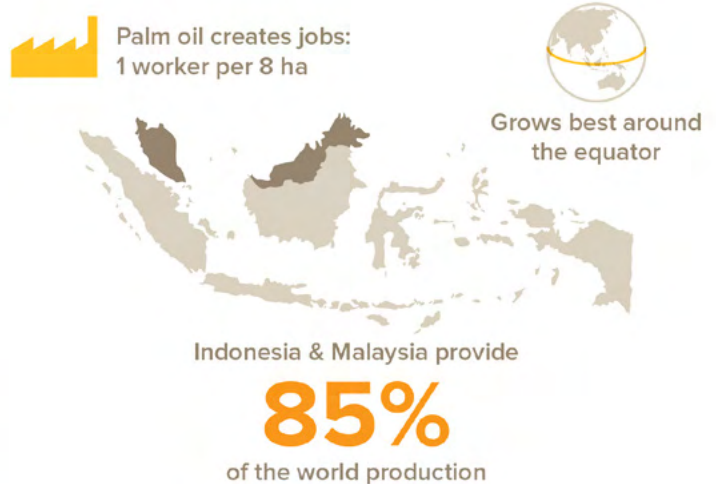 Palm oil creates jobs:
1 worker per 8 ha
Grows best around
the equator
Indonesia & Malaysia provide
85%
of the world production